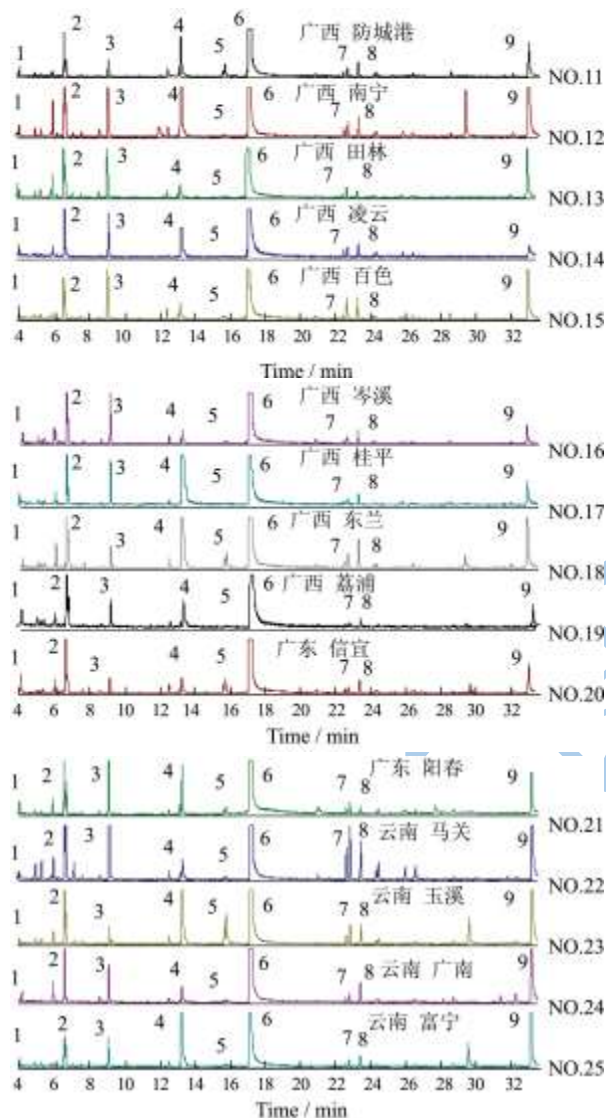 1 2 3 4 5 6 广西 防城港 7 8 9 NO.11
1 2 3 4 5 6 广西 南宁 7 8 9 NO.12
1 2 3 4 5 6 广西 田林 7 8 9 NO.13
1 2 3 4 5 6 广西 凌云 7 8 9 NO.14
1 2 3 4 5 6 广西 百色 7 8 9 NO.15
4 6 8 10 12 14 16 18 20 22 24 26 28 30 32
Time / min
1 2 3 4 5 6 广西 岑溪 7 8 9 NO.16
1 2 3 4 5 6 广西 桂平 7 8 9 NO.17
1 2 3 4 5 6 广西 东兰 7 8 9 NO.18
1 2 3 4 5 6 广西 荔浦 7 8 9 NO.19
1 2 3 4 5 6 广东 信宜 7 8 9 NO.20
4 6 8 10 12 14 16 18 20 22 24 26 28 30 32
Time / min
1 2 3 4 5 6 广东 阳春 7 8 9 NO.21
1 2 3 4 5 6 云南 马关 7 8 9 NO.22
1 2 3 4 5 6 云南 玉溪 7 8 9 NO.23
1 2 3 4 5 6 云南 广南 7 8 9 NO.24
1 2 3 4 5 6 云南 富宁 7 8 9 NO.25
4 6 8 10 12 14 16 18 20 22 24 26 28 30 32
Time / min